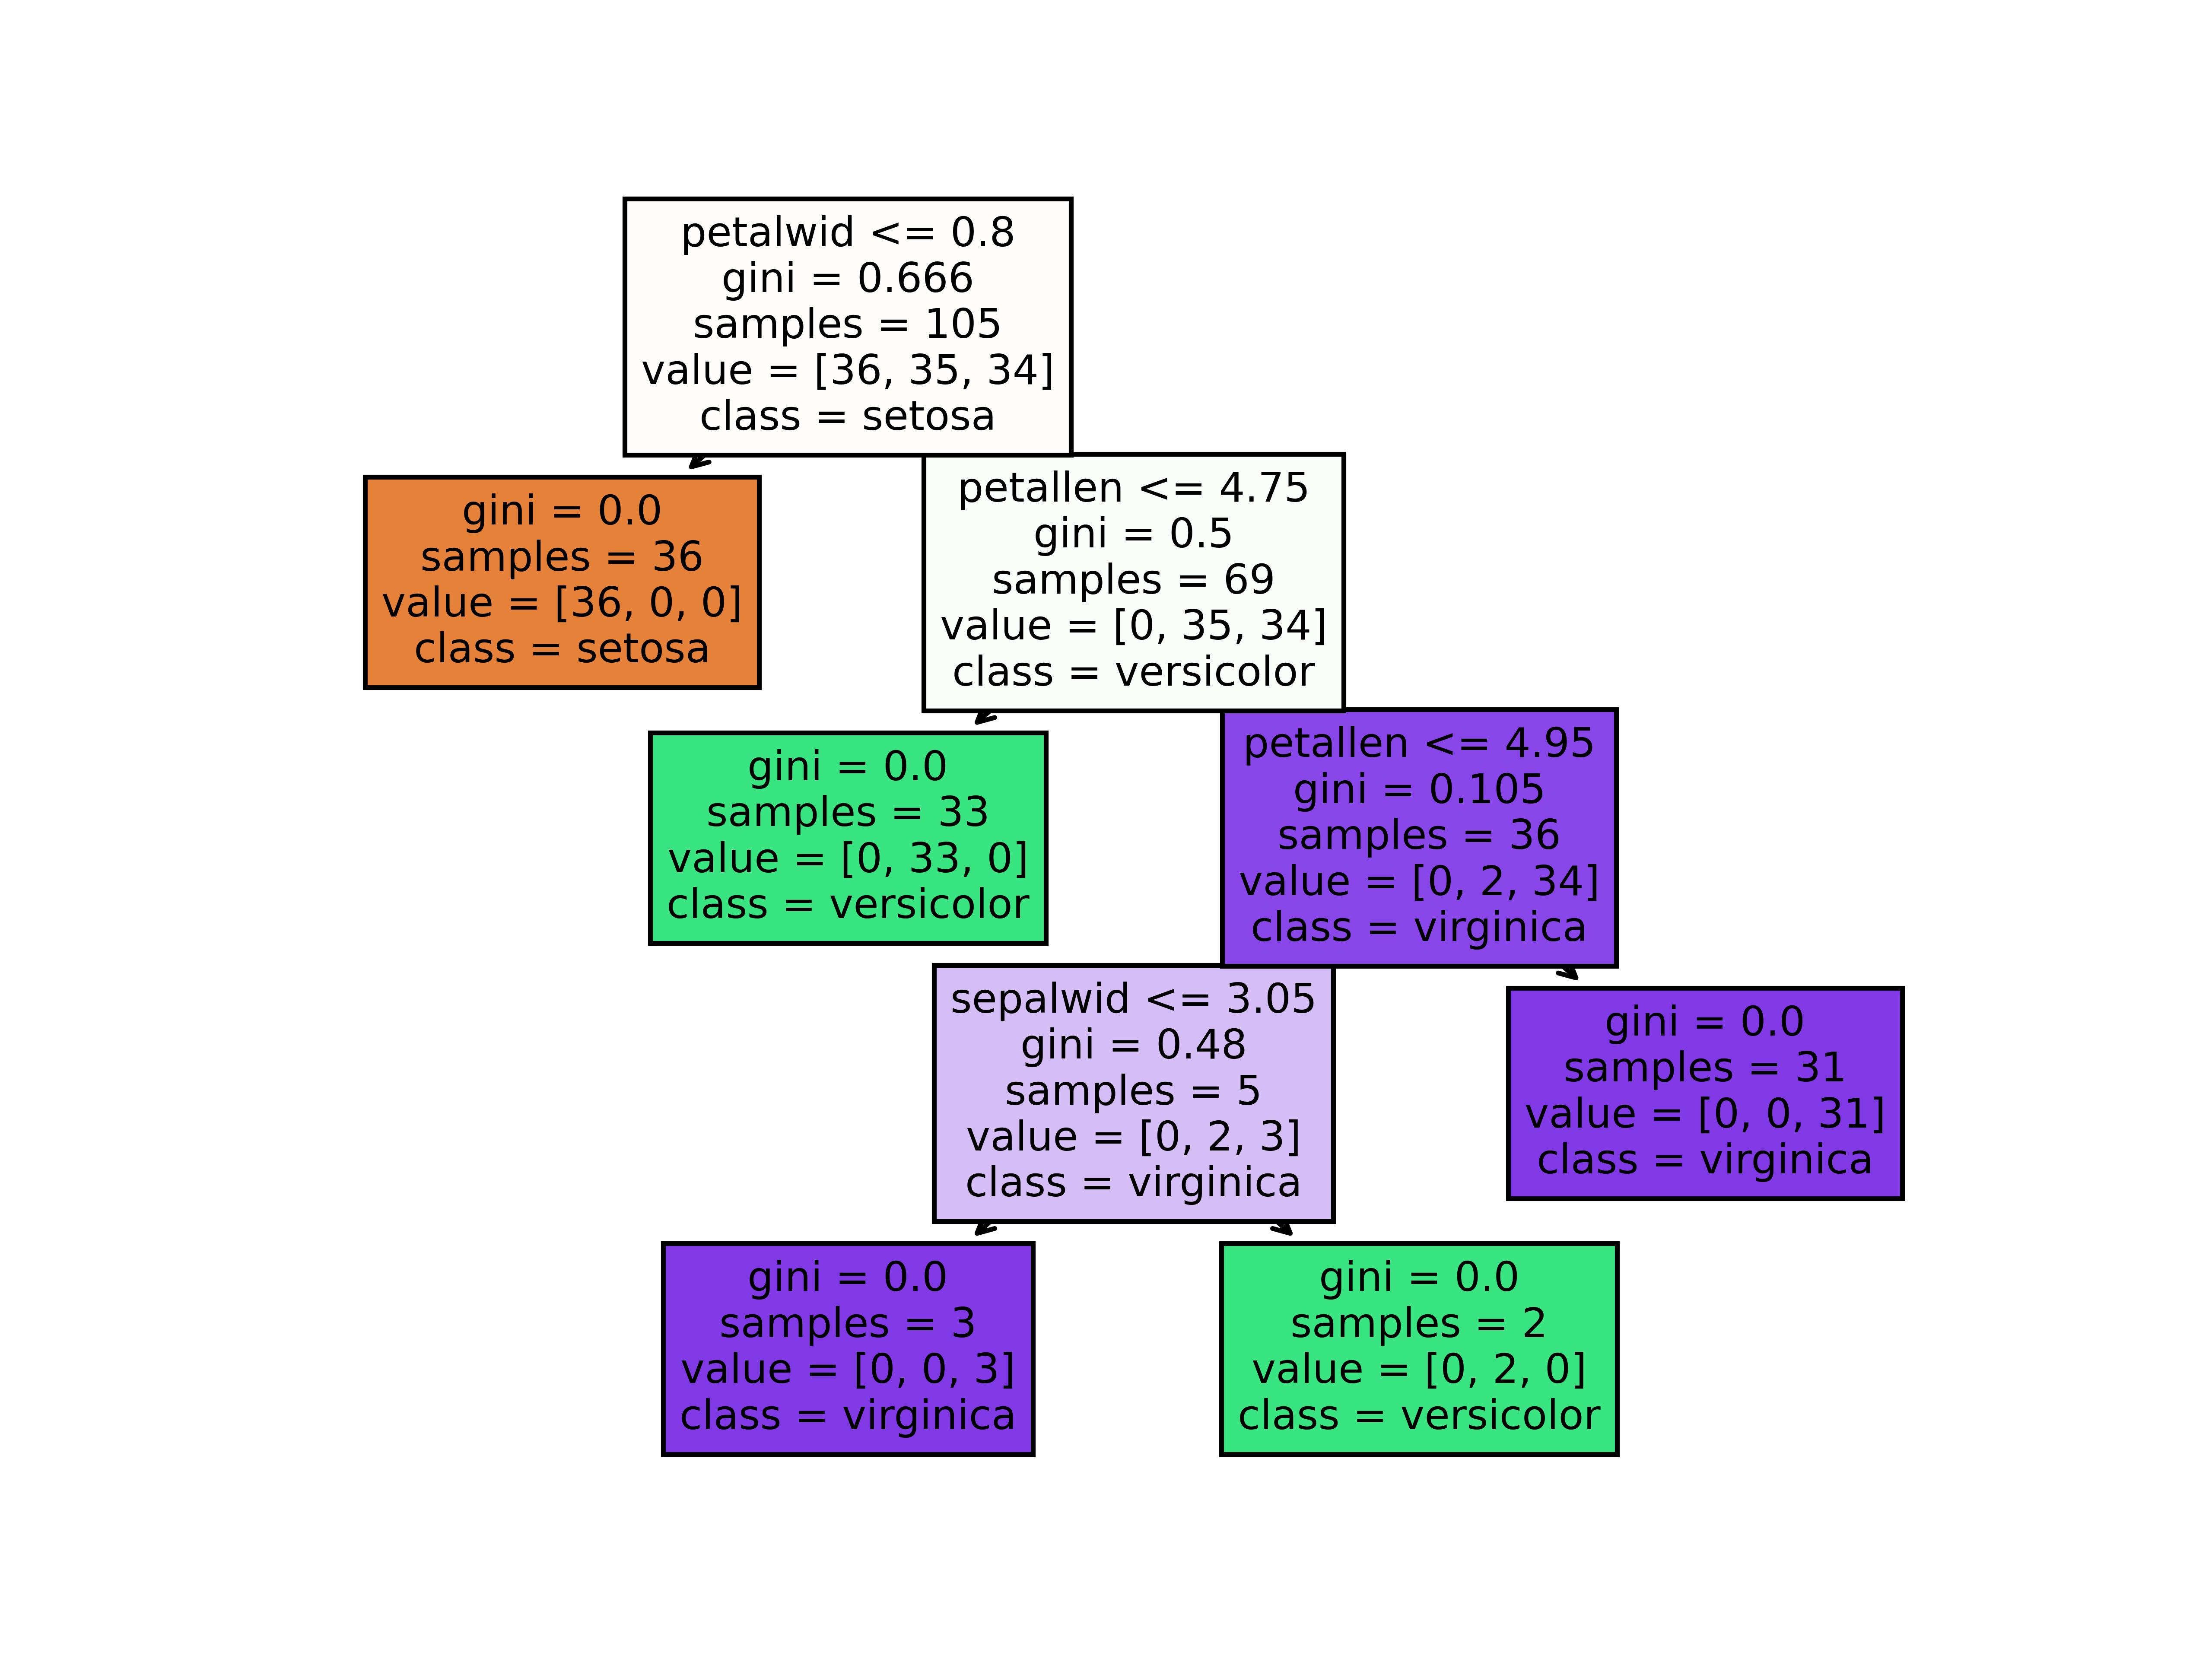 petalwid <= 0.8
gini = 0.666
samples = 105
value = [36, 35, 34]
class = setosa
gini = 0.0
samples = 36
value = [36, 0, 0]
class = setosa
petallen <= 4.75
gini = 0.5
samples = 69
value = [0, 35, 34]
class = versicolor
gini = 0.0
samples = 33
value = [0, 33, 0]
class = versicolor
petallen <= 4.95
gini = 0.105
samples = 36
value = [0, 2, 34]
class = virginica
sepalwid <= 3.05
gini = 0.48
samples = 5
value = [0, 2, 3]
class = virginica
gini = 0.0
samples = 31
value = [0, 0, 31]
class = virginica
gini = 0.0
samples = 3
value = [0, 0, 3]
class = virginica
gini = 0.0
samples = 2
value = [0, 2, 0]
class = versicolor